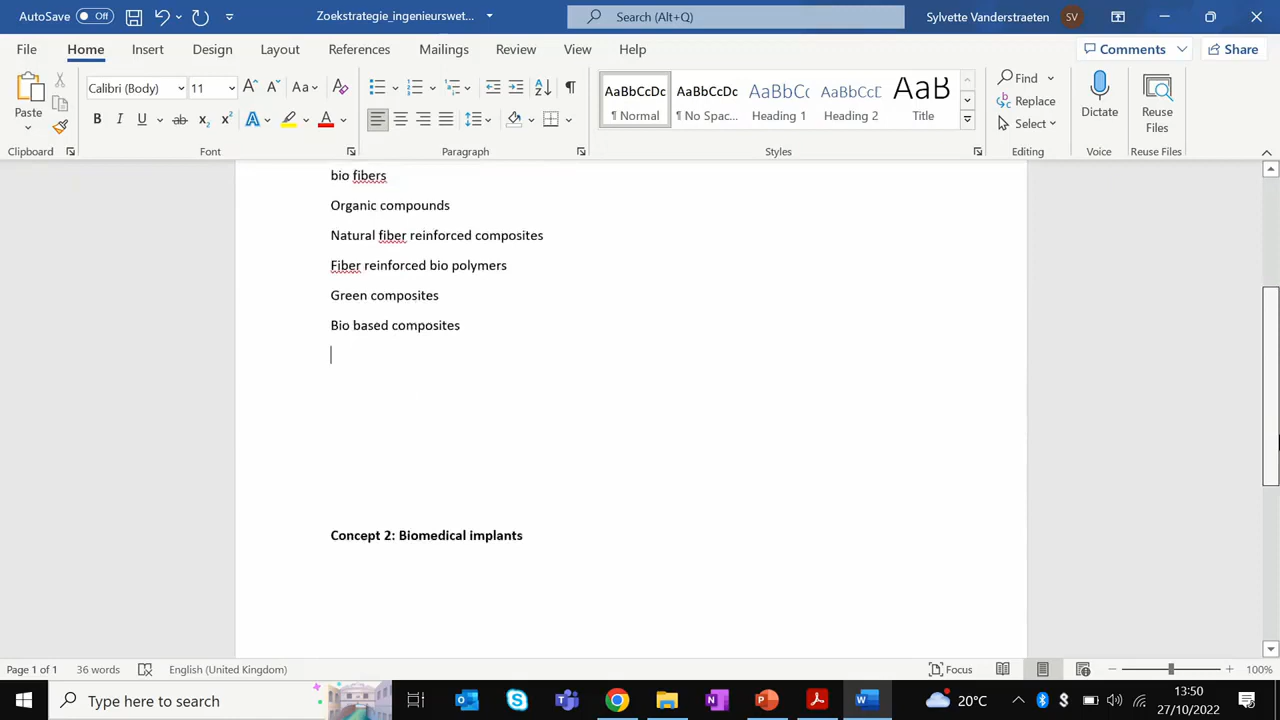 AutoSave Off Zoekstrategie_ingenieurswet... Search (Alt+Q) Sylvette Vanderstraeten SV
File Home Insert Design Layout References Mailings Review View Help Comments Share
Paste Calibri (Body) 11 Aa AaBbCcDc AaBbCcDc AaBbCc AaBbCcD AaB Find Replace Select Dictate Reuse Files
¶ Normal ¶ No Spac... Heading 1 Heading 2 Title
Clipboard Font Paragraph Styles Editing Voice Reuse Files
bio fibers
Organic compounds
Natural fiber reinforced composites
Fiber reinforced bio polymers
Green composites
Bio based composites
Concept 2: Biomedical implants
Page 1 of 1 36 words English (United Kingdom) Focus 100%
Type here to search 20°C 13:50
27/10/2022